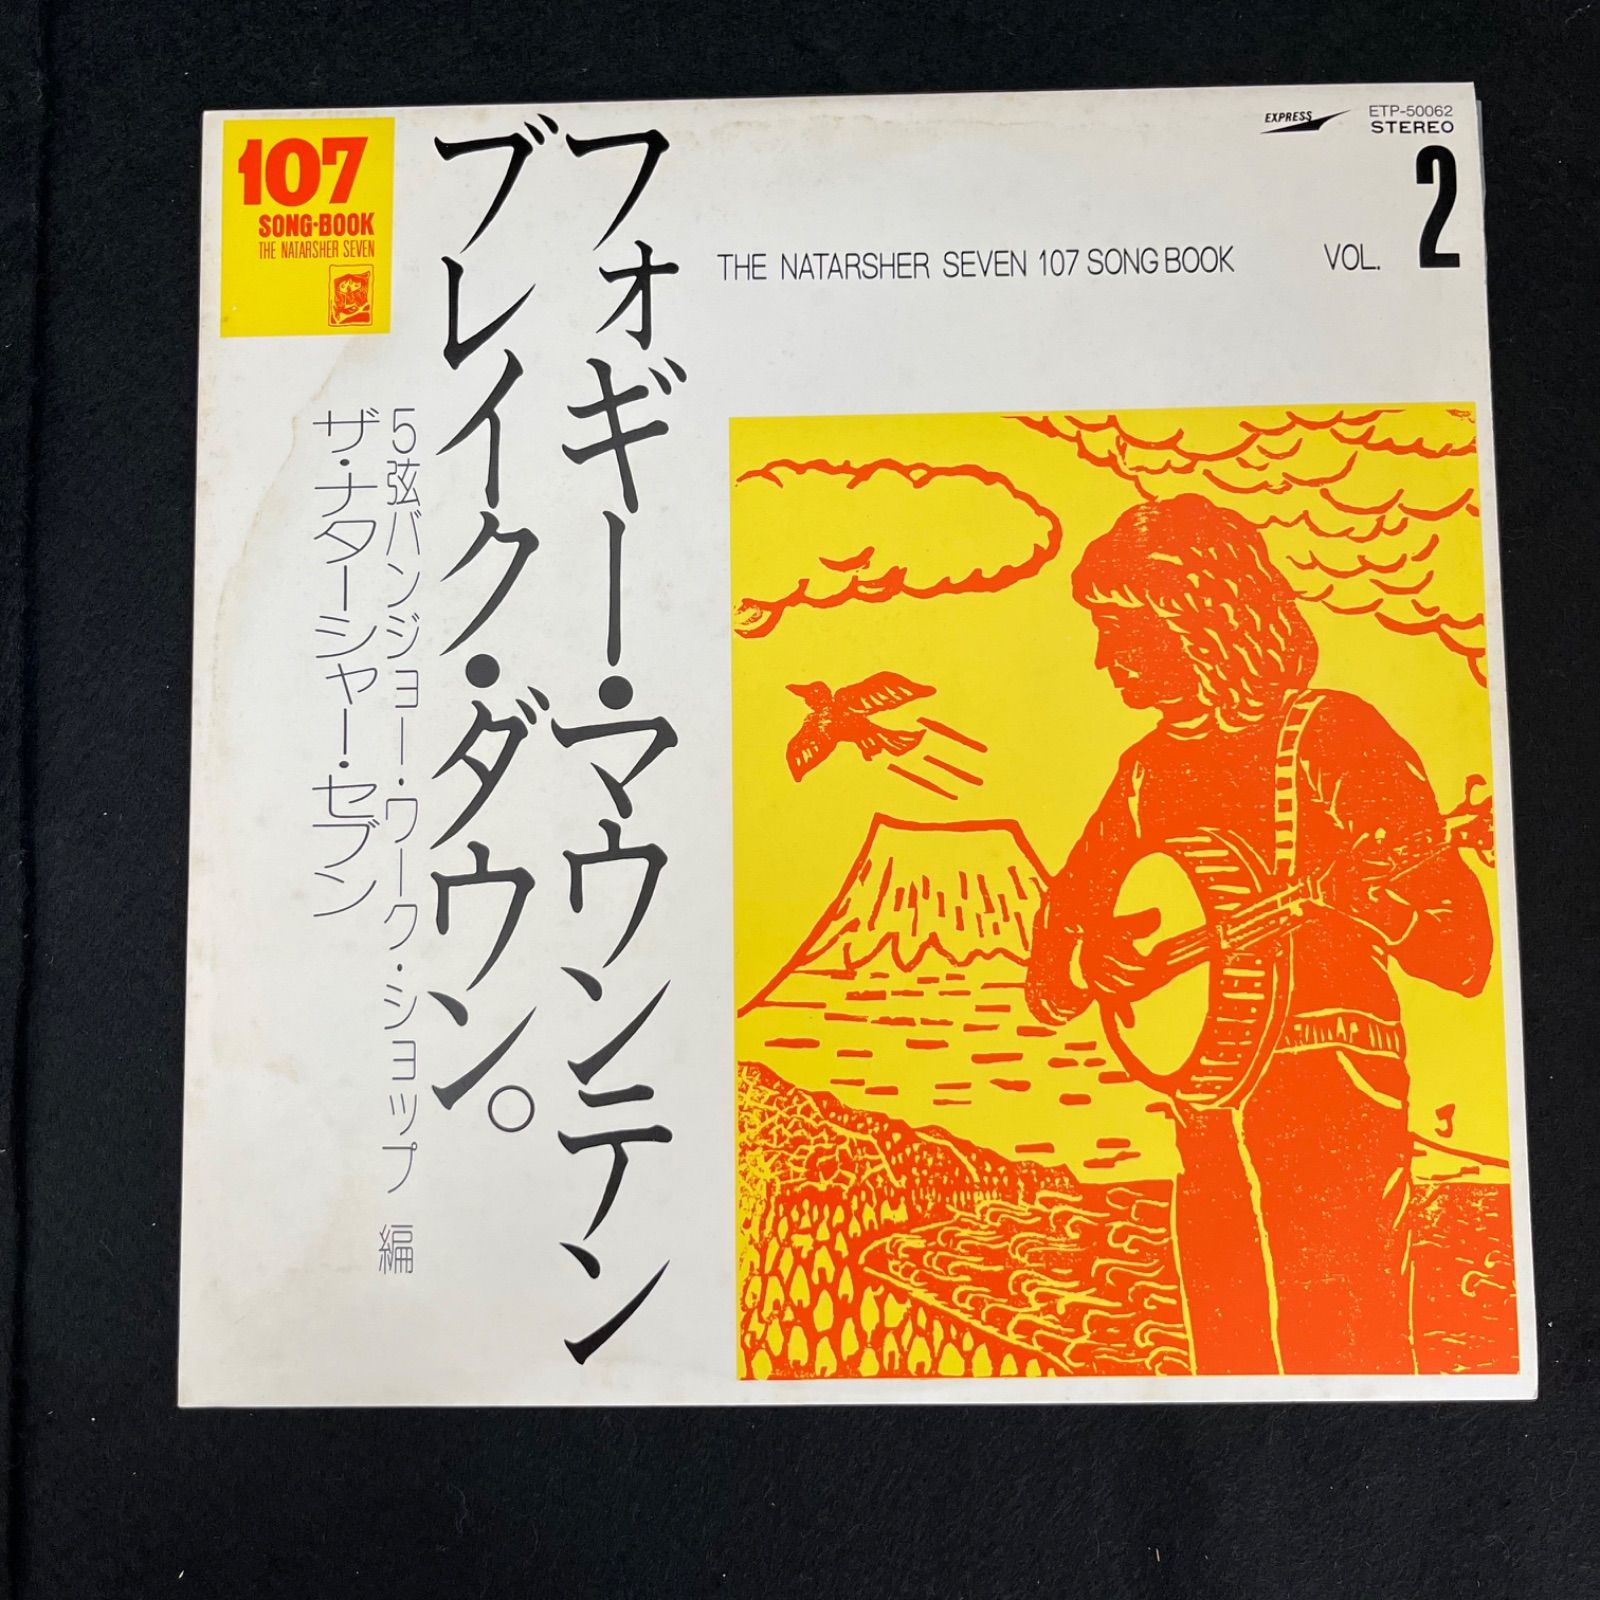 107
SONG-BOOK
THE NATARSHER SEVEN
EXPRESS
ETP-50062
STEREO
THE NATARSHER SEVEN 107 SONG BOOK VOL. 2
フォギー・マウンテン
ブレイク・ダウン。
5弦バンジョー・ワーク・ショップ 編
ザ・ナターシャー・セブン